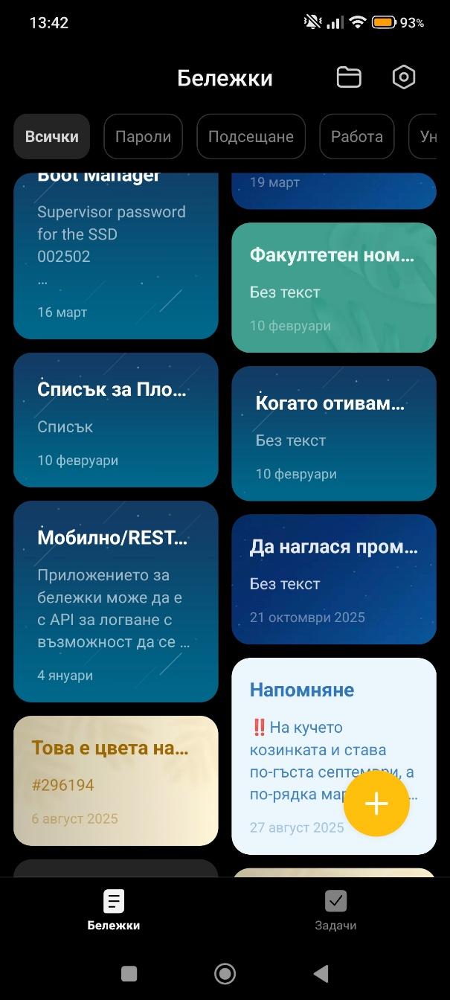 13:42
93%
Бележки
Всички
Пароли
Подсещане
Работа
Ун
Boot Manager
Supervisor password
for the SSD
002502
...
16 март
Списък за Пло...
Списък
10 февруари
Мобилно/REST...
Приложението за
бележки може да е
с API за логване с
възможност да се ...
4 януари
Това е цвета на...
#296194
6 август 2025
19 март
Факултетен ном...
Без текст
10 февруари
Когато отивам...
Без текст
10 февруари
Да наглася пром...
Без текст
21 октомври 2025
Напомняне
‼️На кучето
козинката и става
по-гъста септември, а
по-рядка мар
27 август 2025
Бележки
Задачи